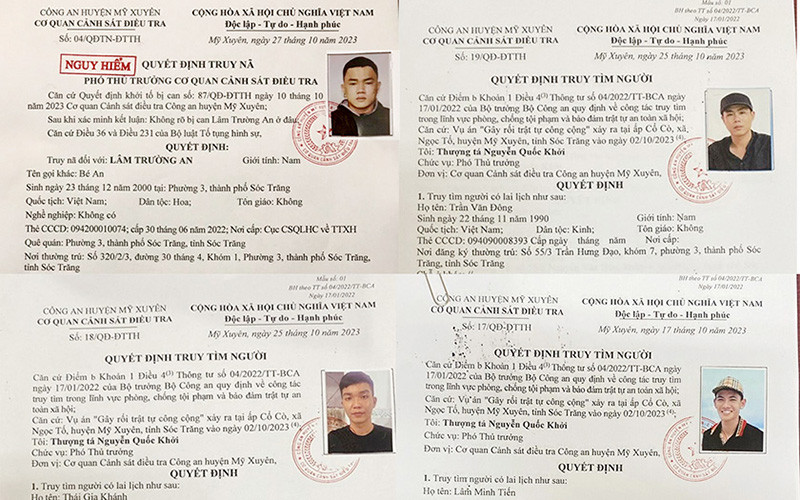 CÔNG AN HUYỆN MỸ XUYÊN
CƠ QUAN CẢNH SÁT ĐIỀU TRA
Số: 04/QĐTN-ĐTTH
CỘNG HÒA XÃ HỘI CHỦ NGHĨA VIỆT NAM
Độc lập - Tự do - Hạnh phúc
Mỹ Xuyên, ngày 27 tháng 10 năm 2023
NGUY HIỂM
QUYẾT ĐỊNH TRUY NÃ
PHÓ THỦ TRƯỞNG CƠ QUAN CẢNH SÁT ĐIỀU TRA
Căn cứ Quyết định khởi tố bị can số: 87/QĐ-ĐTTH ngày 10 tháng 10
năm 2023 Cơ quan Cảnh sát điều tra Công an huyện Mỹ Xuyên;
Sau khi xác minh kết luận: Không rõ bị can Lâm Trường An ở đâu,
Căn cứ Điều 36 và Điều 231 của Bộ luật Tố tụng hình sự,
QUYẾT ĐỊNH:
Truy nã đối với: LÂM TRƯỜNG AN Giới tính: Nam
Tên gọi khác: Bé An
Sinh ngày 23 tháng 12 năm 2000 tại: Phường 3, thành phố Sóc Trăng
Quốc tịch: Việt Nam; Dân tộc: Hoa; Tôn giáo: Không
Nghề nghiệp: Không có
Thẻ CCCD: 094200010074; cấp 30 tháng 06 năm 2022; Nơi cấp: Cục CSQLHC về TTXH
Quê quán: Phường 3, thành phố Sóc Trăng, tỉnh Sóc Trăng
Nơi thường trú: Số 320/2/3, đường 30 tháng 4, Khóm 1, Phường 3, thành phố Sóc Trăng,
tỉnh Sóc Trăng
Mẫu số: 01
BH theo TT số 04/2022/TT-BCA
Ngày 17/01/2022
CÔNG AN HUYỆN MỸ XUYÊN
CƠ QUAN CẢNH SÁT ĐIỀU TRA
Số: 19/QĐ-ĐTTH
CỘNG HÒA XÃ HỘI CHỦ NGHĨA VIỆT NAM
Độc lập - Tự do - Hạnh phúc
Mỹ Xuyên, ngày 25 tháng 10 năm 2023
QUYẾT ĐỊNH TRUY TÌM NGƯỜI
Căn cứ Điểm b Khoản 1 Điều 4(3) Thông tư số 04/2022/TT-BCA ngày
17/01/2022 của Bộ trưởng Bộ Công an quy định về công tác truy tìm
trong lĩnh vực phòng, chống tội phạm và bảo đảm trật tự an toàn xã hội;
Căn cứ: Vụ án "Gây rối trật tự công cộng" xảy ra tại ấp Cổ Cò, xã
Ngọc Tố, huyện Mỹ Xuyên, tỉnh Sóc Trăng vào ngày 02/10/2023 (4);
Tôi: Thượng tá Nguyễn Quốc Khởi
Chức vụ: Phó Thủ trưởng
Đơn vị: Cơ quan Cảnh sát điều tra Công an huyện Mỹ Xuyên,
QUYẾT ĐỊNH
1. Truy tìm người có lai lịch như sau:
Họ tên: Trần Văn Đông
Sinh ngày 22 tháng 11 năm 1990 Giới tính: Nam
Quốc tịch: Việt Nam; Dân tộc: Kinh; Tôn giáo: Không
Thẻ CCCD: 094090008393 Cấp ngày tháng năm Nơi cấp:
Nơi đăng ký thường trú: Số 55/3 Trần Hưng Đạo, khóm 7, phường 3, thành phố Sóc
Trăng, tỉnh Sóc Trăng
Mẫu số: 01
BH theo TT số 04/2022/TT-BCA
Ngày 17/01/2022
CÔNG AN HUYỆN MỸ XUYÊN
CƠ QUAN CẢNH SÁT ĐIỀU TRA
Số: 18/QĐ-ĐTTH
CỘNG HÒA XÃ HỘI CHỦ NGHĨA VIỆT NAM
Độc lập - Tự do - Hạnh phúc
Mỹ Xuyên, ngày 25 tháng 10 năm 2023
QUYẾT ĐỊNH TRUY TÌM NGƯỜI
Căn cứ Điểm b Khoản 1 Điều 4(3) Thông tư số 04/2022/TT-BCA
ngày 17/01/2022 của Bộ trưởng Bộ Công an quy định về công tác
truy tìm trong lĩnh vực phòng, chống tội phạm và bảo đảm trật tự an
toàn xã hội;
Căn cứ: Vụ án "Gây rối trật tự công cộng" xảy ra tại ấp Cổ Cò, xã
Ngọc Tố, huyện Mỹ Xuyên, tỉnh Sóc Trăng vào ngày 02/10/2023 (4);
Tôi: Thượng tá Nguyễn Quốc Khởi
Chức vụ: Phó Thủ trưởng
Đơn vị: Cơ quan Cảnh sát điều tra Công an huyện Mỹ Xuyên,
QUYẾT ĐỊNH
1. Truy tìm người có lai lịch như sau:
Họ tên: Thái Gia Khánh
BH theo TT số 04/2022/TT-BCA
Ngày 17/01/2022
CÔNG AN HUYỆN MỸ XUYÊN
CƠ QUAN CẢNH SÁT ĐIỀU TRA
Số: 17/QĐ-ĐTTH
CỘNG HÒA XÃ HỘI CHỦ NGHĨA VIỆT NAM
Độc lập - Tự do - Hạnh phúc
Mỹ Xuyên, ngày 17 tháng 10 năm 2023
QUYẾT ĐỊNH TRUY TÌM NGƯỜI
Căn cứ Điểm b Khoản 1 Điều 4(3) Thông tư số 04/2022/TT-BCA ngày
17/01/2022 của Bộ trưởng Bộ Công an quy định về công tác truy tìm
trong lĩnh vực phòng, chống tội phạm và bảo đảm trật tự an toàn xã hội;
Căn cứ: Vụ án "Gây rối trật tự công cộng" xảy ra tại ấp Cổ Cò, xã
Ngọc Tố, huyện Mỹ Xuyên, tỉnh Sóc Trăng vào ngày 02/10/2023 (4);
Tôi: Thượng tá Nguyễn Quốc Khởi
Chức vụ: Phó Thủ trưởng
Đơn vị: Cơ quan Cảnh sát điều tra Công an huyện Mỹ Xuyên,
QUYẾT ĐỊNH
1. Truy tìm người có lai lịch như sau:
Họ tên: Lâm Minh Tiến